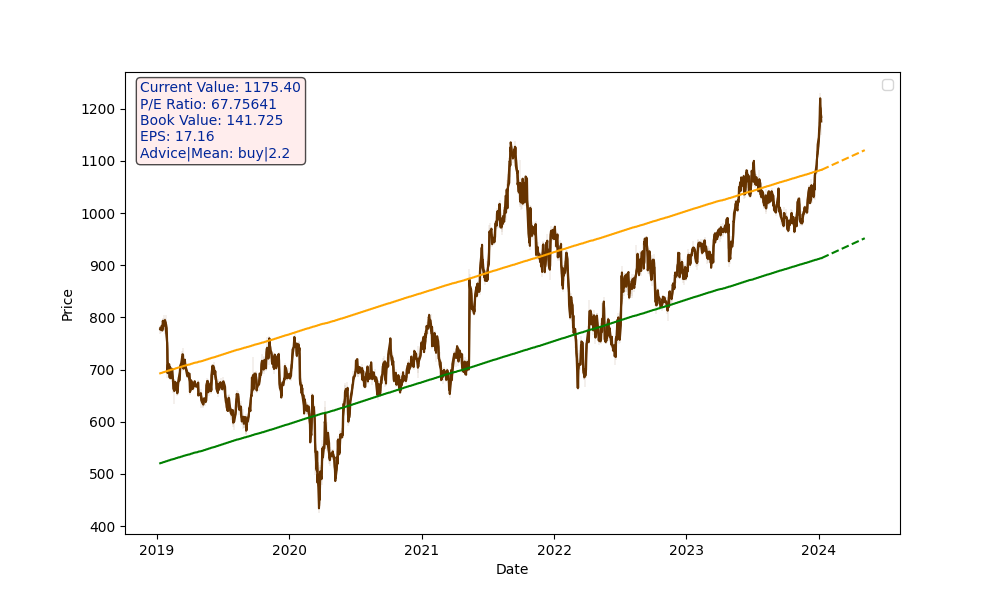 Current Value: 1175.40
P/E Ratio: 67.75641
Book Value: 141.725
EPS: 17.16
Advice|Mean: buy|2.2
Price
1200
1100
1000
900
800
700
600
500
400
2019 2020 2021 2022 2023 2024
Date